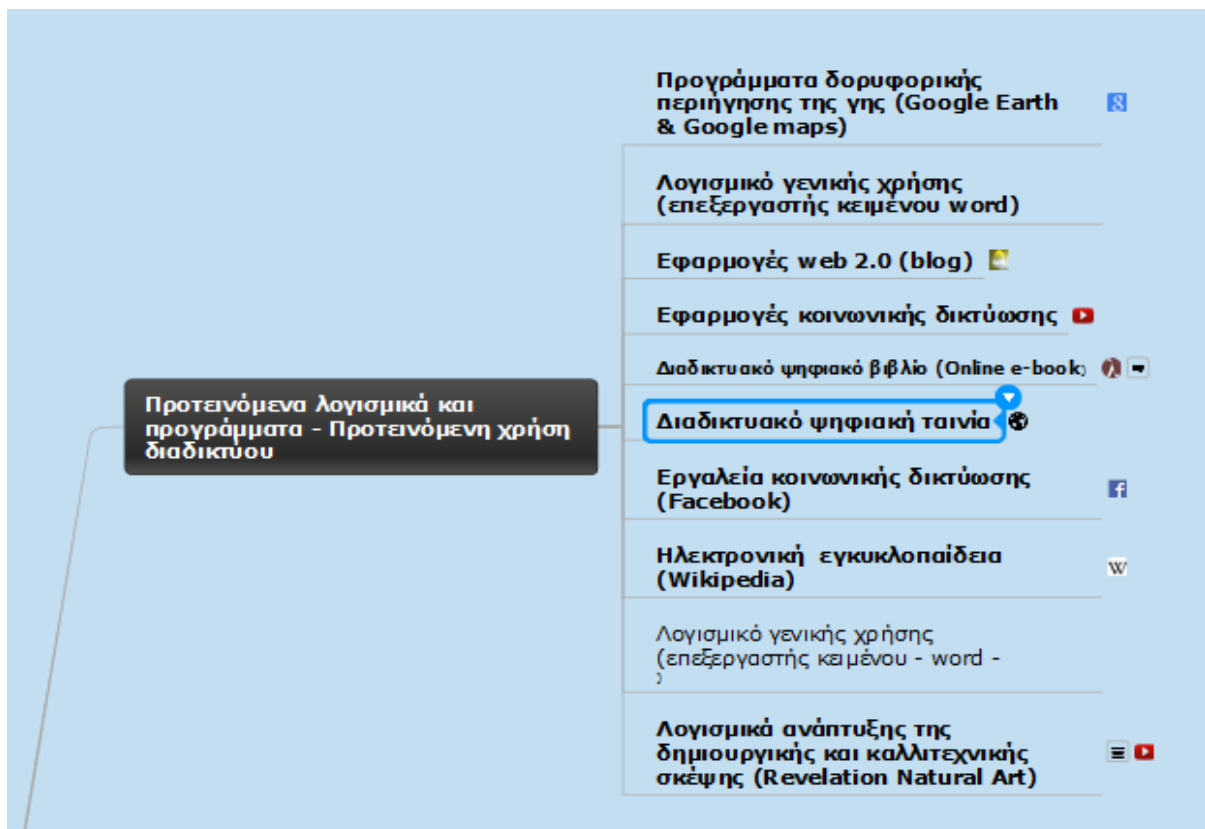 Προγράμματα δορυφορικής
περιήγησης της γης (Google Earth
& Google maps)
Λογισμικό γενικής χρήσης
(επεξεργαστής κειμένου word)
Εφαρμογές web 2.0 (blog)
Εφαρμογές κοινωνικής δικτύωσης
Διαδικτυακό ψηφιακό βιβλίο (Online e-book)
Προτεινόμενα λογισμικά και
προγράμματα - Προτεινόμενη χρήση
διαδικτύου
Διαδικτυακό ψηφιακή ταινία
Εργαλεία κοινωνικής δικτύωσης
(Facebook)
Ηλεκτρονική εγκυκλοπαίδεια
(Wikipedia)
Λογισμικό γενικής χρήσης
(επεξεργαστής κειμένου - word -
)
Λογισμικά ανάπτυξης της
δημιουργικής και καλλιτεχνικής
σκέψης (Revelation Natural Art)